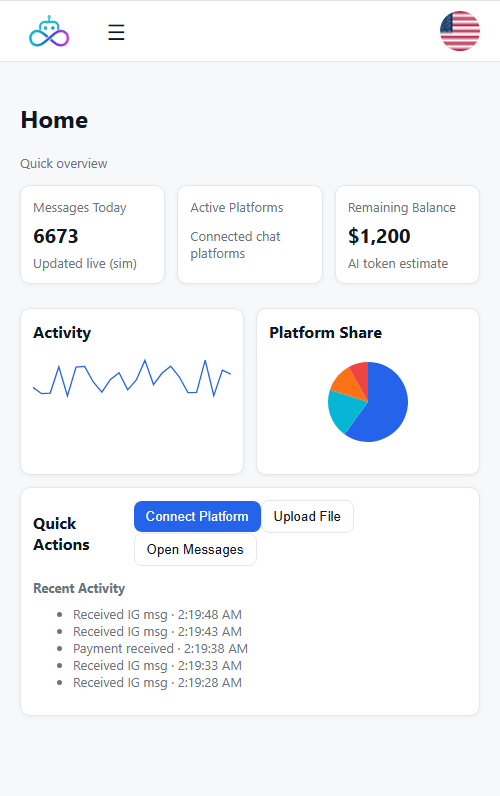 Home
Quick overview
Messages Today
6673
Updated live (sim)
Active Platforms
Connected chat
platforms
Remaining Balance
$1,200
AI token estimate
Activity
Platform Share
Quick
Actions
Connect Platform
Upload File
Open Messages
Recent Activity
Received IG msg · 2:19:48 AM
Received IG msg · 2:19:43 AM
Payment received · 2:19:38 AM
Received IG msg · 2:19:33 AM
Received IG msg · 2:19:28 AM